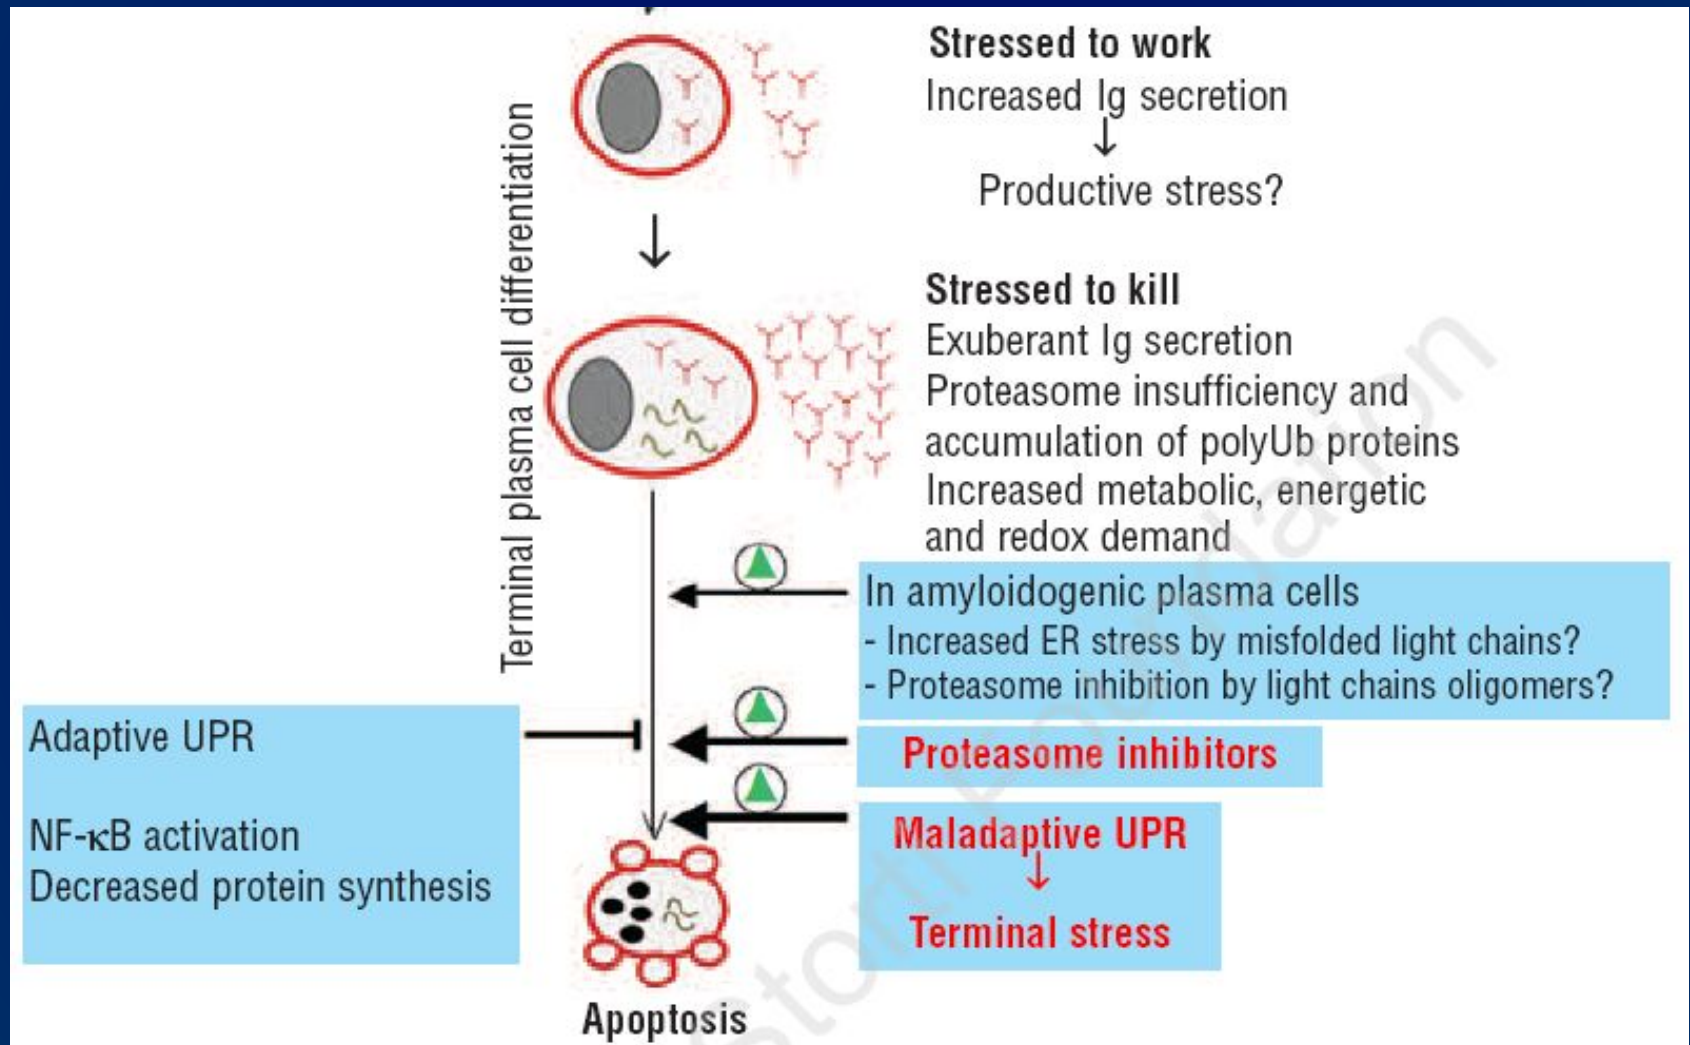 Terminal plasma cell differentiation
Stressed to work
Increased Ig secretion
Productive stress?
Stressed to kill
Exuberant Ig secretion
Proteasome insufficiency and
accumulation of polyUb proteins
Increased metabolic, energetic
and redox demand
In amyloidogenic plasma cells
- Increased ER stress by misfolded light chains?
- Proteasome inhibition by light chains oligomers?
Adaptive UPR
NF-κB activation
Decreased protein synthesis
Proteasome inhibitors
Maladaptive UPR
Terminal stress
Apoptosis
Storti Foundation